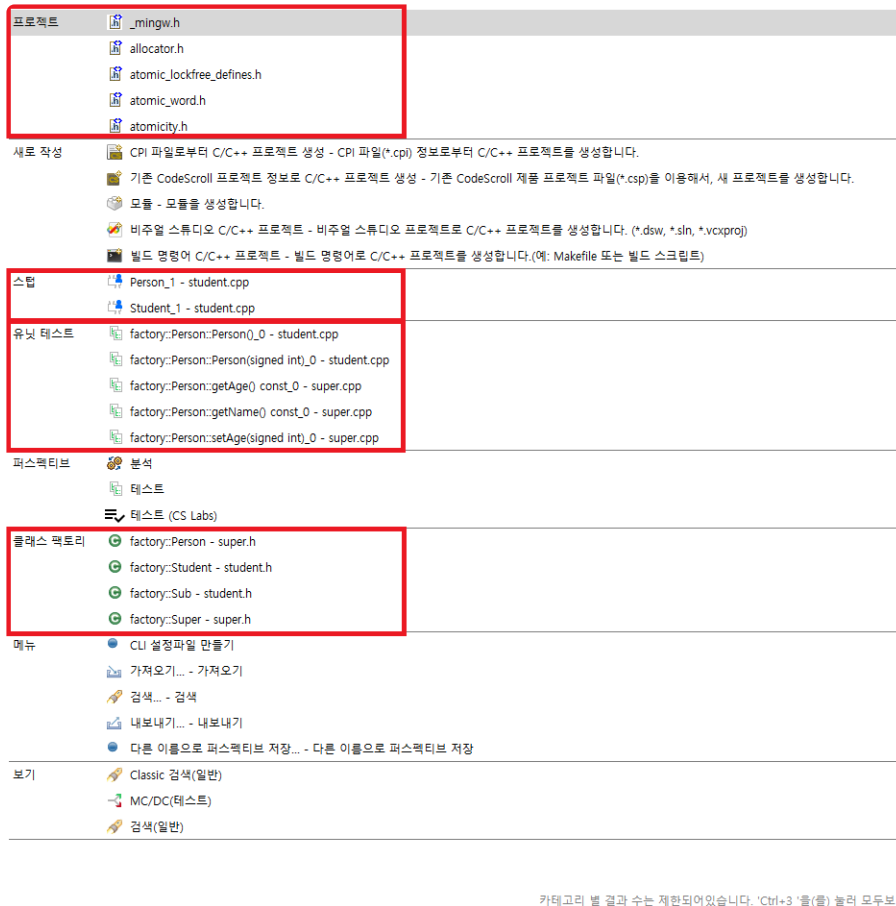 프로젝트 _mingw.h
allocator.h
atomic_lockfree_defines.h
atomic_word.h
atomicity.h
새로 작성 CPI 파일로부터 C/C++ 프로젝트 생성 - CPI 파일(*.cpi) 정보로부터 C/C++ 프로젝트를 생성합니다.
기존 CodeScroll 프로젝트 정보로 C/C++ 프로젝트 생성 - 기존 CodeScroll 제품 프로젝트 파일(*.csp)을 이용해서, 새 프로젝트를 생성합니다.
모듈 - 모듈을 생성합니다.
비주얼 스튜디오 C/C++ 프로젝트 - 비주얼 스튜디오 프로젝트로 C/C++ 프로젝트를 생성합니다. (*.dsw, *.sln, *.vcxproj)
빌드 명령어 C/C++ 프로젝트 - 빌드 명령어로 C/C++ 프로젝트를 생성합니다.(예: Makefile 또는 빌드 스크립트)
스텁 Person_1 - student.cpp
Student_1 - student.cpp
유닛 테스트 factory::Person::Person()_0 - student.cpp
factory::Person::Person(signed int)_0 - student.cpp
factory::Person::getAge() const_0 - super.cpp
factory::Person::getName() const_0 - super.cpp
factory::Person::setAge(signed int)_0 - super.cpp
퍼스펙티브 분석
테스트
테스트 (CS Labs)
클래스 팩토리 factory::Person - super.h
factory::Student - student.h
factory::Sub - student.h
factory::Super - super.h
메뉴 CLI 설정파일 만들기
가져오기... - 가져오기
검색... - 검색
내보내기... - 내보내기
다른 이름으로 퍼스펙티브 저장... - 다른 이름으로 퍼스펙티브 저장
보기 Classic 검색(일반)
MC/DC(테스트)
검색(일반)
카테고리 별 결과 수는 제한되어있습니다. 'Ctrl+3 '을(를) 눌러 모두보